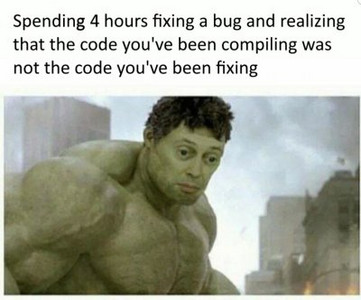 Spending 4 hours fixing a bug and realizing
that the code you've been compiling was
not the code you've been fixing